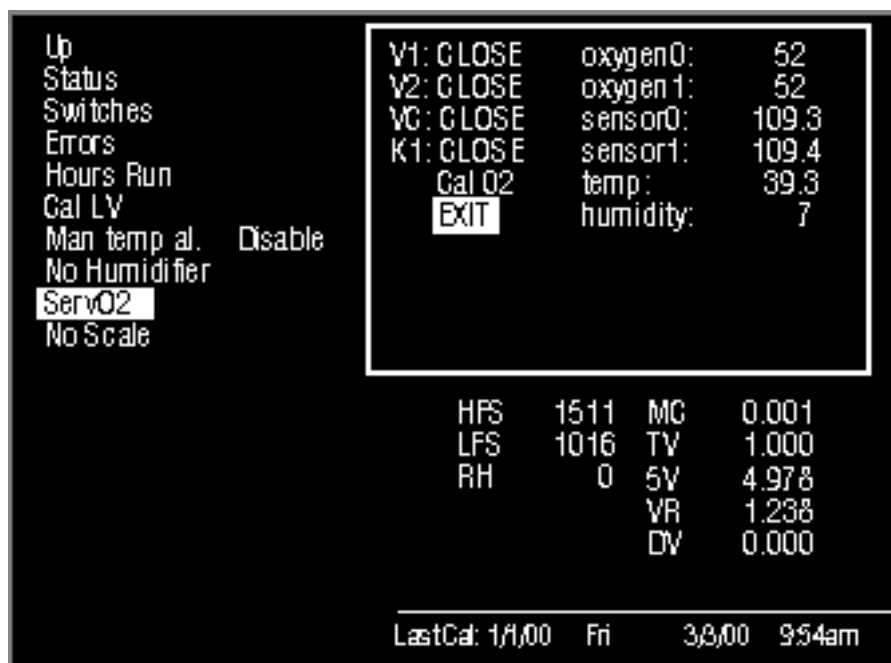 Up
Status
Switches
Errors
Hours Run
Cal LV
Man temp al. Disable
No Humidifier
ServO2
No Scale
V1: CLOSE oxygen0: 52
V2: CLOSE oxygen1: 52
VC: CLOSE sensor0: 109.3
K1: CLOSE sensor1: 109.4
Cal 02 temp: 39.3
EXIT humidity: 7
HFS 1511 MC 0.001
LFS 1016 TV 1.000
RH 0 5V 4.978
VR 1.238
DV 0.000
LastCal: 1/1/00 Fri 3/3/00 9:54am